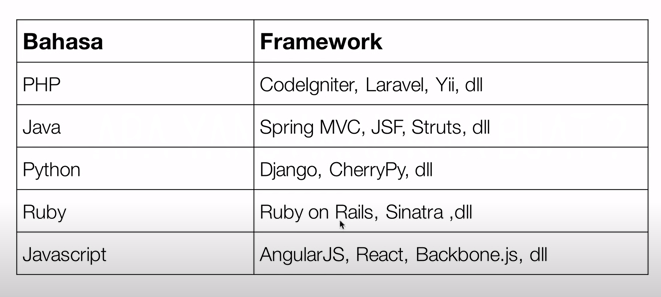 Bahasa Framework
PHP CodeIgniter, Laravel, Yii, dll
Java Spring MVC, JSF, Struts, dll
Python Django, CherryPy, dll
Ruby Ruby on Rails, Sinatra ,dll
Javascript AngularJS, React, Backbone.js, dll